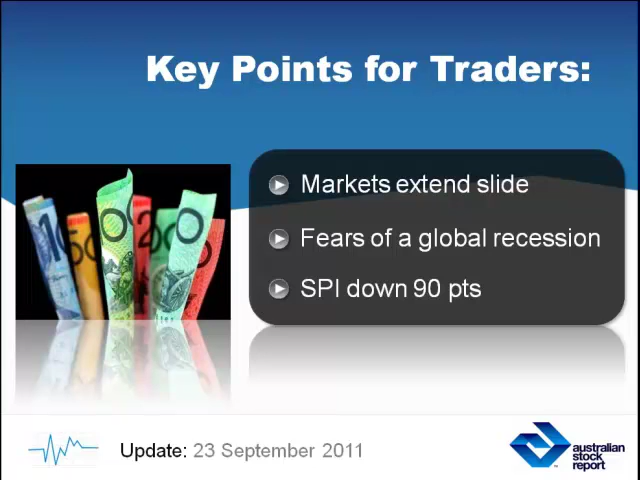 Key Points for Traders:
Markets extend slide
Fears of a global recession
SPI down 90 pts
Update: 23 September 2011
australian
stock
report